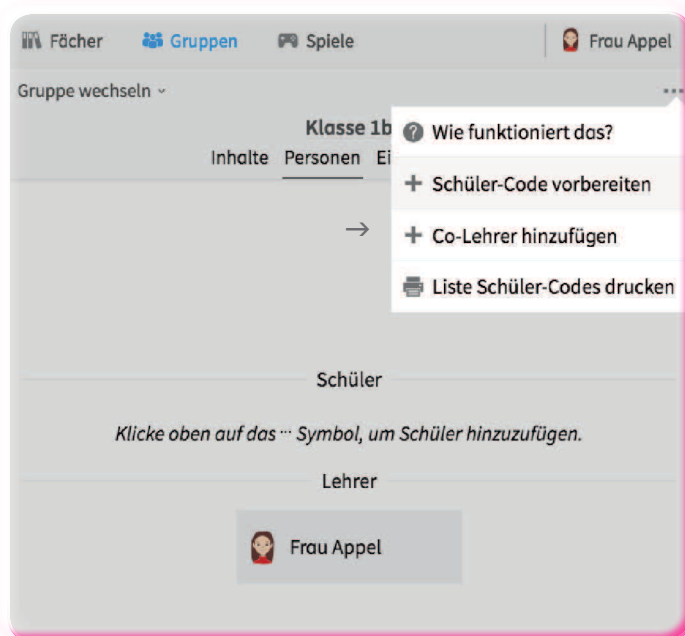 Fächer Gruppen Spiele Frau Appel
Gruppe wechseln
Klasse 1b
Inhalte Personen Ei
Wie funktioniert das?
+ Schüler-Code vorbereiten
+ Co-Lehrer hinzufügen
Liste Schüler-Codes drucken
→
Schüler
Klicke oben auf das ··· Symbol, um Schüler hinzuzufügen.
Lehrer
Frau Appel